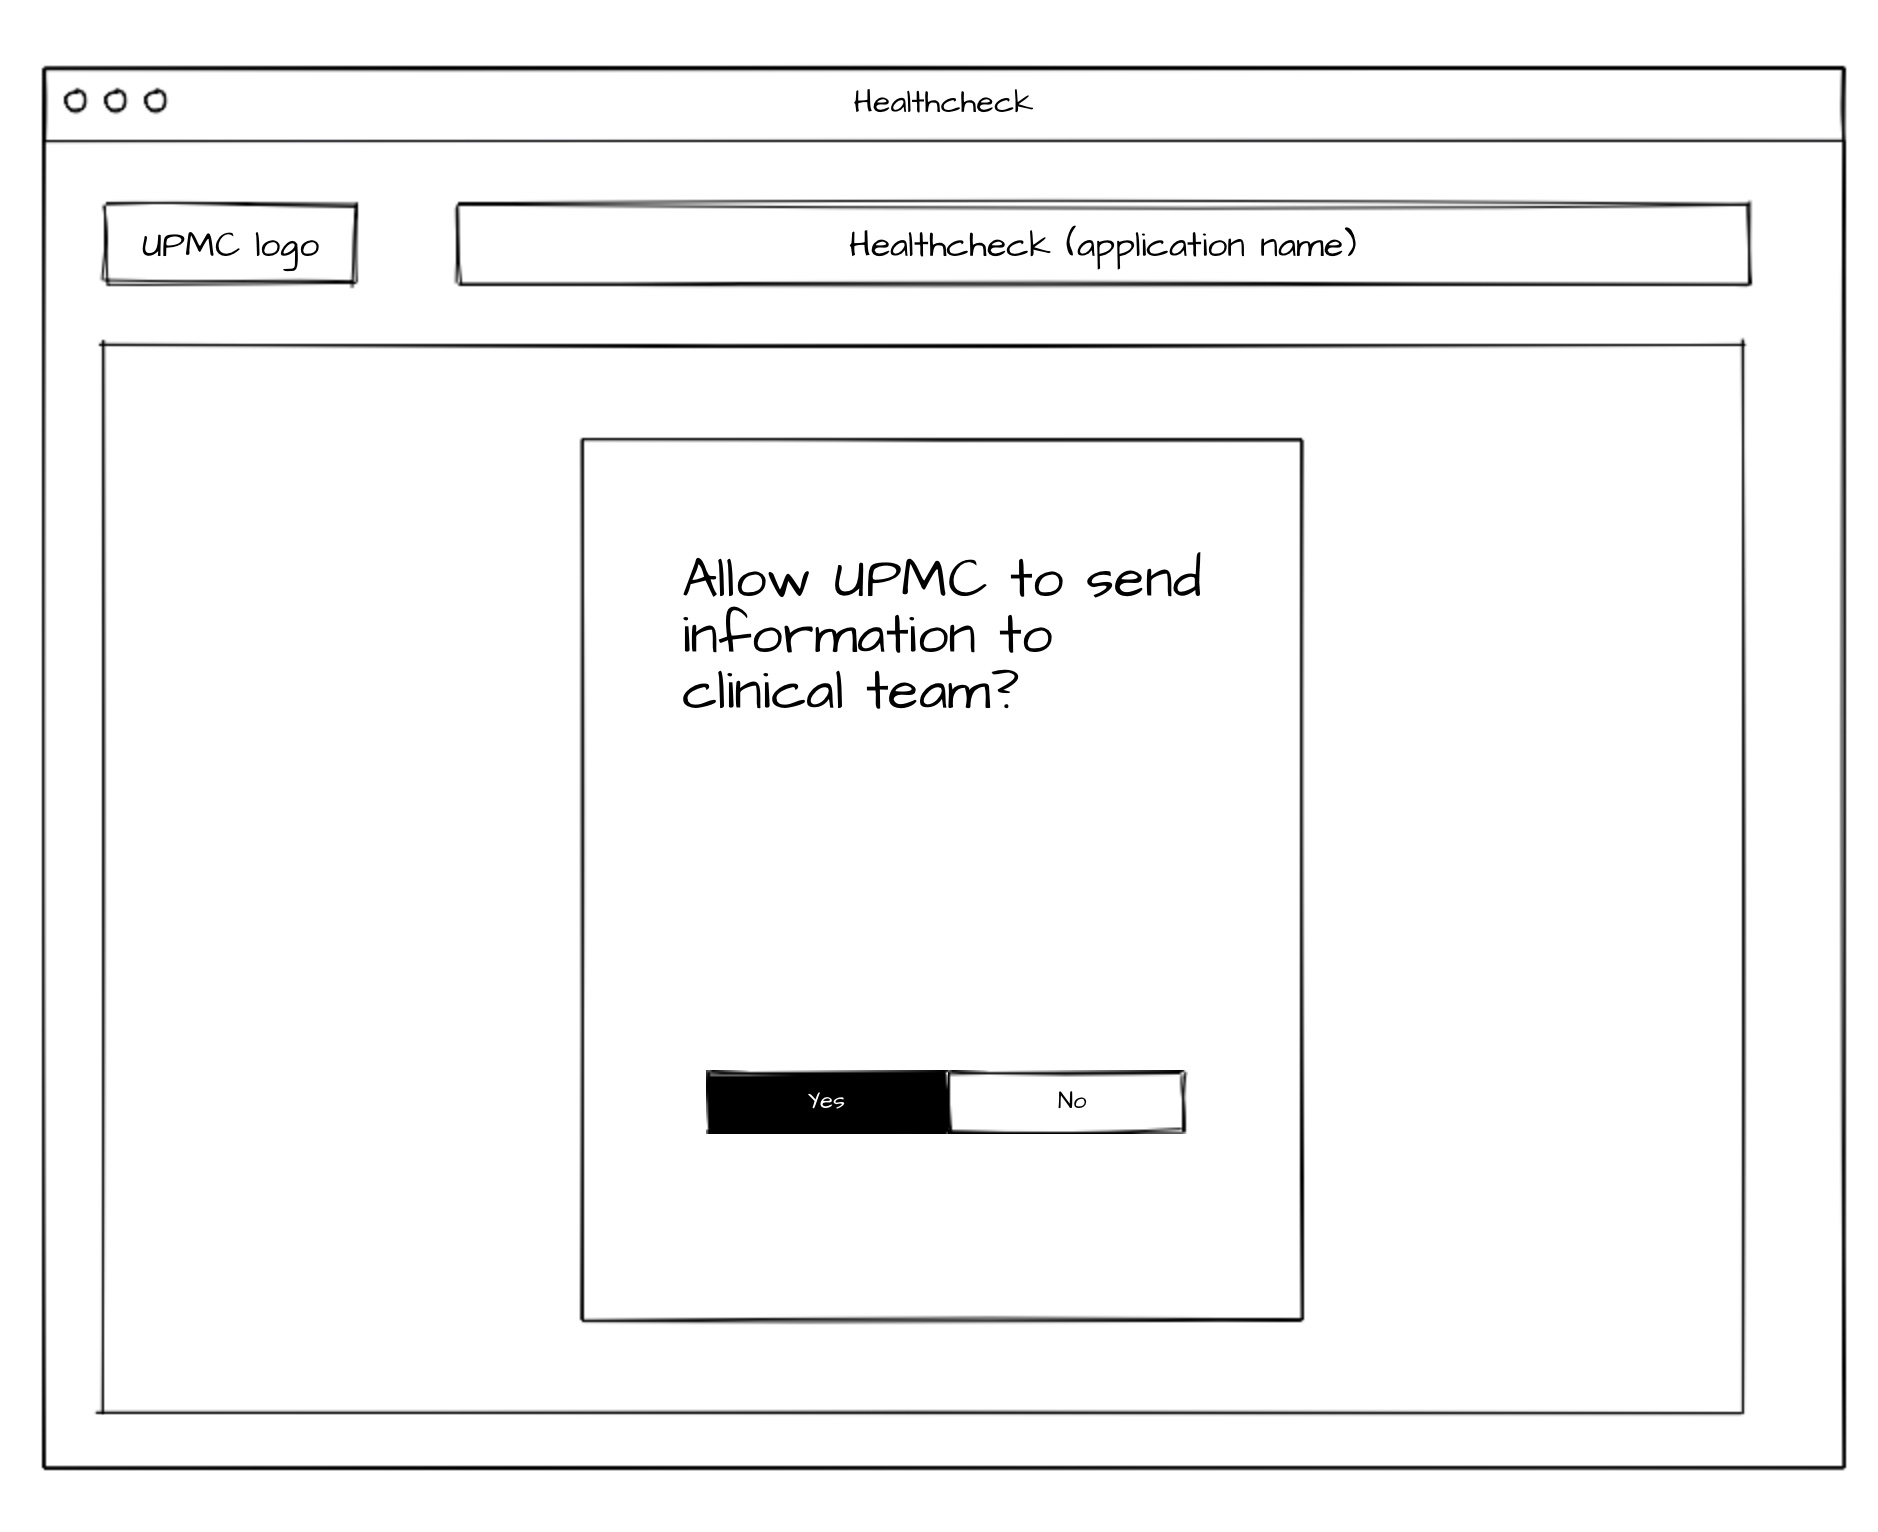 Healthcheck
UPMC logo
Healthcheck (application name)
Allow UPMC to send
information to
clinical team?
Yes
No